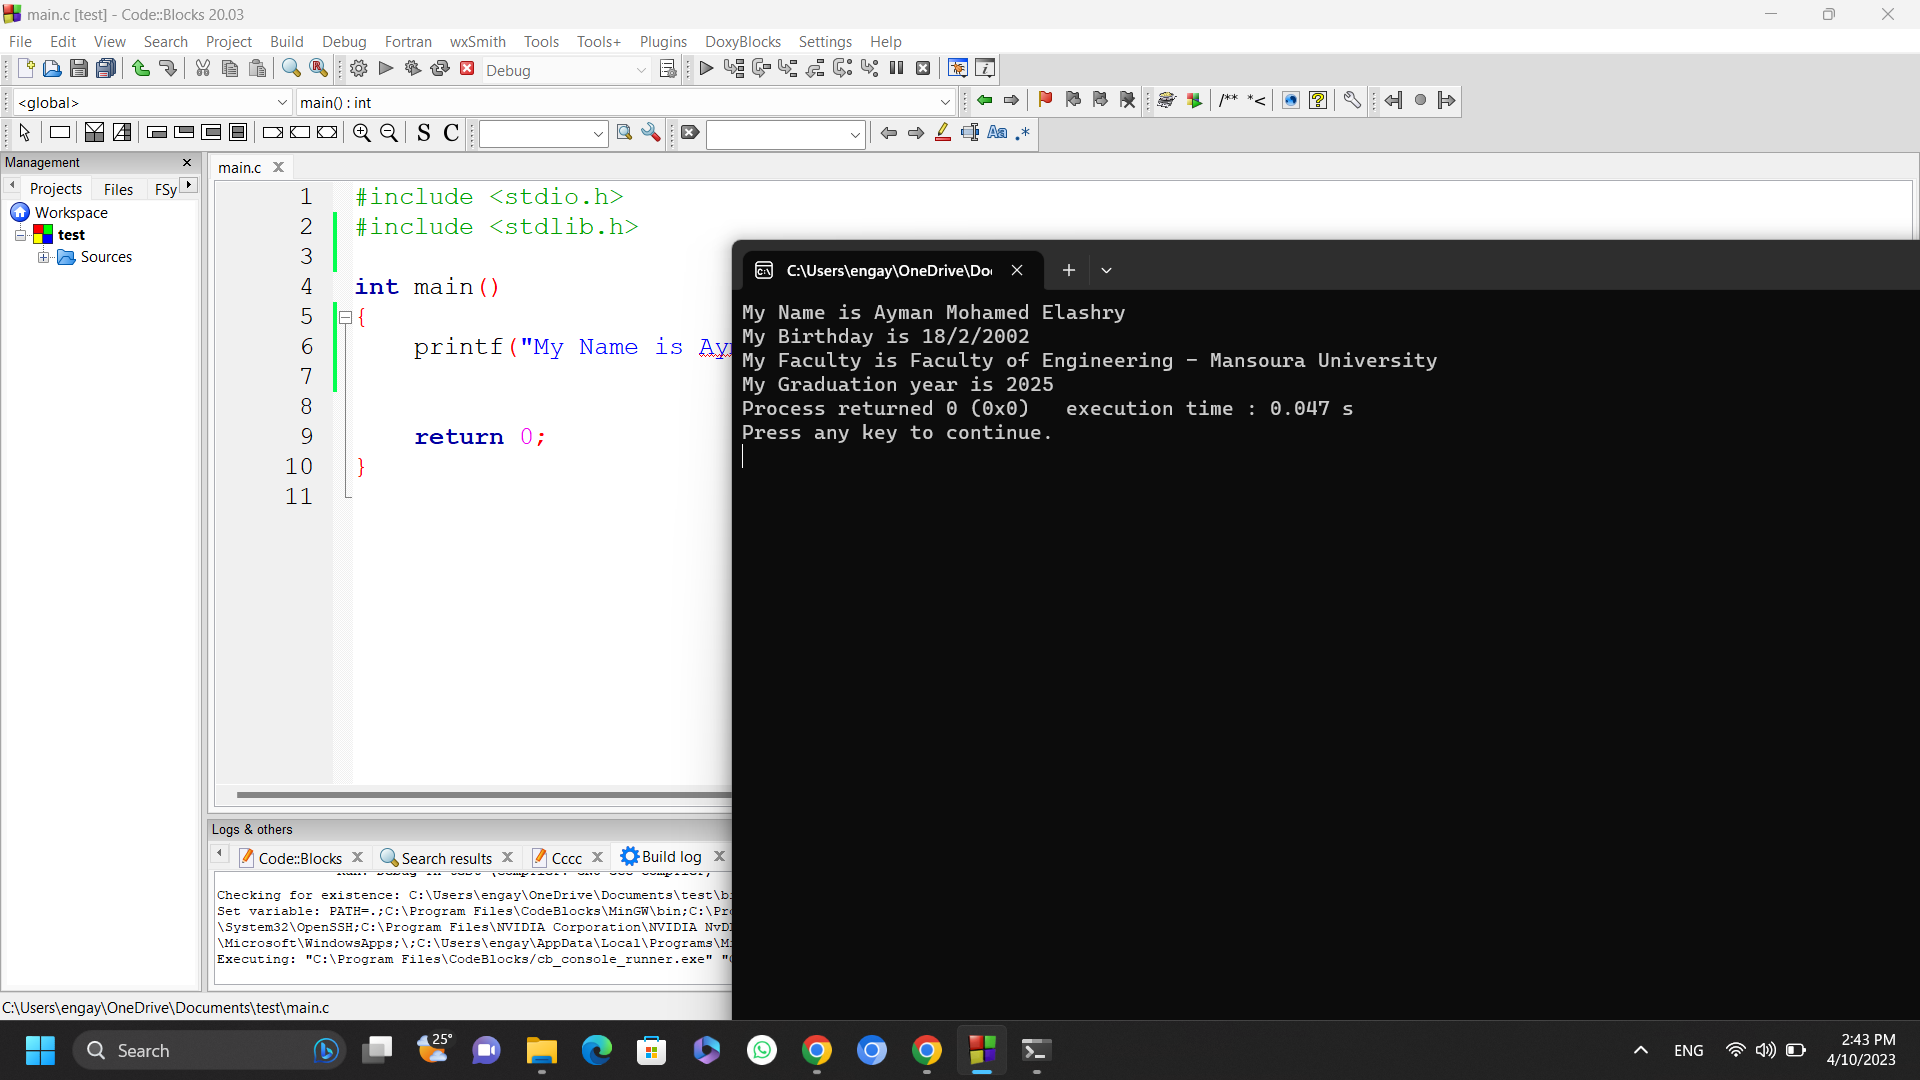 main.c [test] - Code::Blocks 20.03
File Edit View Search Project Build Debug Fortran wxSmith Tools Tools+ Plugins DoxyBlocks Settings Help
Debug
<global> main() : int
/** *<
S C Aa .*
Management
Projects Files FSy
Workspace
test
Sources
main.c
1 #include <stdio.h>
2 #include <stdlib.h>
3
4 int main()
5 {
6 printf("My Name is Ay
7
8
9 return 0;
10 }
11
C:\Users\engay\OneDrive\Do
My Name is Ayman Mohamed Elashry
My Birthday is 18/2/2002
My Faculty is Faculty of Engineering - Mansoura University
My Graduation year is 2025
Process returned 0 (0x0)   execution time : 0.047 s
Press any key to continue.
Logs & others
Code::Blocks Search results Cccc Build log
Checking for existence: C:\Users\engay\OneDrive\Documents\test\b
Set variable: PATH=.;C:\Program Files\CodeBlocks\MinGW\bin;C:\Pr
\System32\OpenSSH;C:\Program Files\NVIDIA Corporation\NVIDIA NvD
\Microsoft\WindowsApps;\;C:\Users\engay\AppData\Local\Programs\M
Executing: "C:\Program Files\CodeBlocks/cb_console_runner.exe" "
C:\Users\engay\OneDrive\Documents\test\main.c
Search
25°
ENG
2:43 PM
4/10/2023